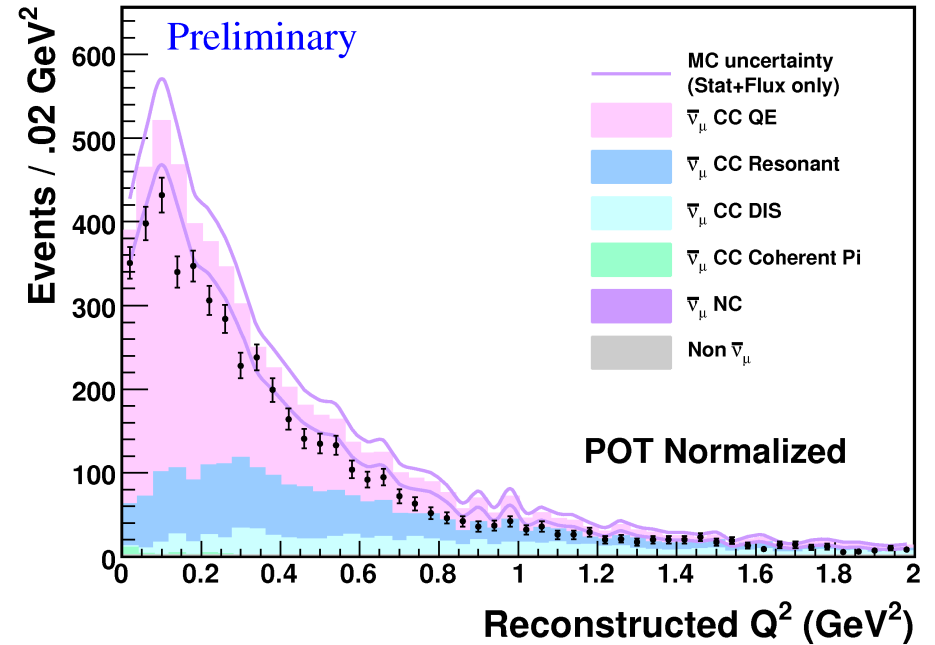 Preliminary
Events / .02 GeV²
600
500
400
300
200
100
0
MC uncertainty
(Stat+Flux only)
ν̅μ CC QE
ν̅μ CC Resonant
ν̅μ CC DIS
ν̅μ CC Coherent Pi
ν̅μ NC
Non ν̅μ
POT Normalized
0 0.2 0.4 0.6 0.8 1 1.2 1.4 1.6 1.8 2
Reconstructed Q² (GeV²)